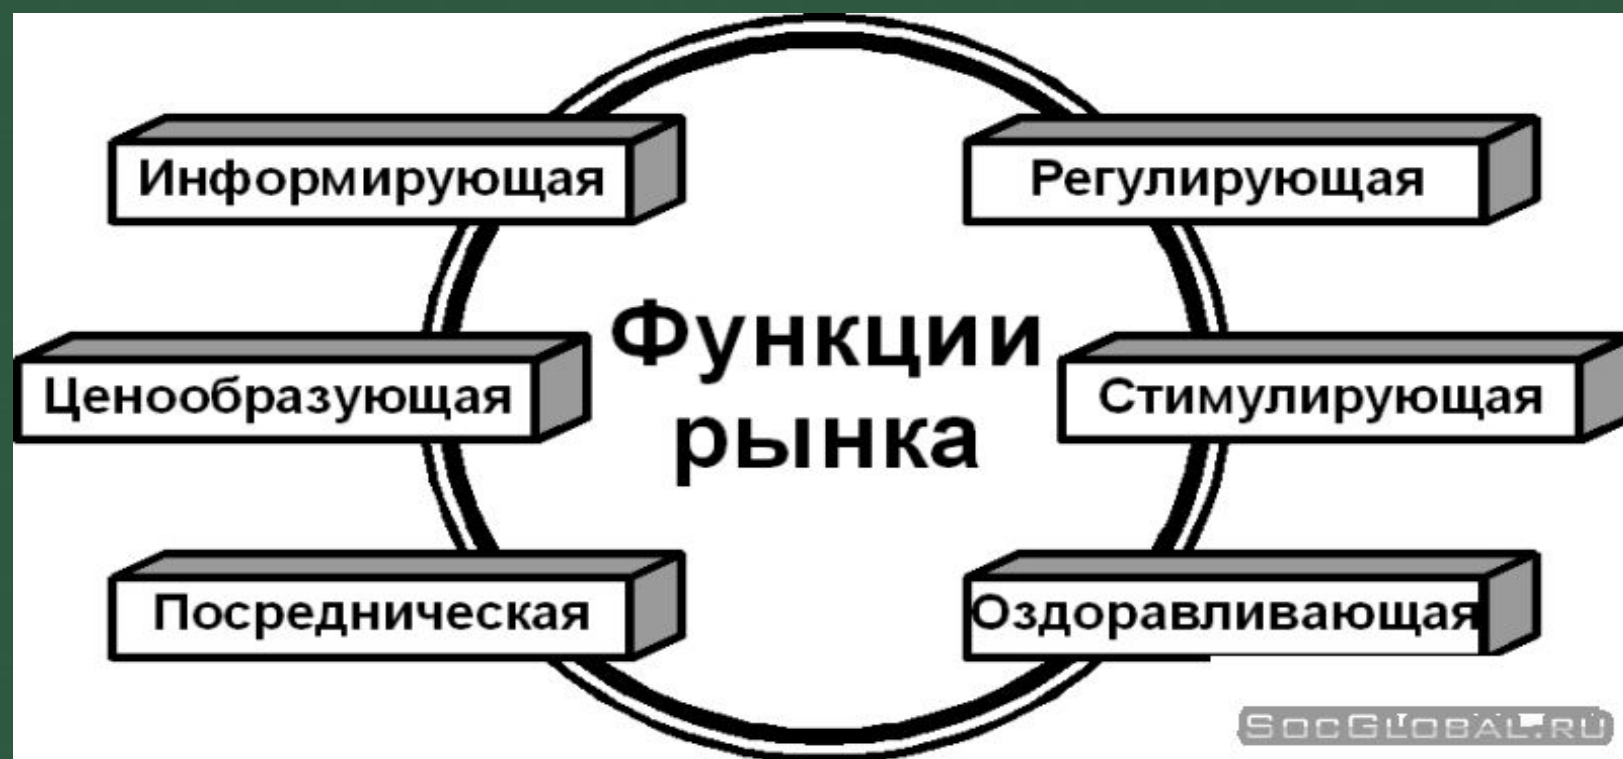 Информирующая
Регулирующая
Функции
рынка
Ценообразующая
Стимулирующая
Посредническая
Оздоравливающая
SOCGLOBAL.RU